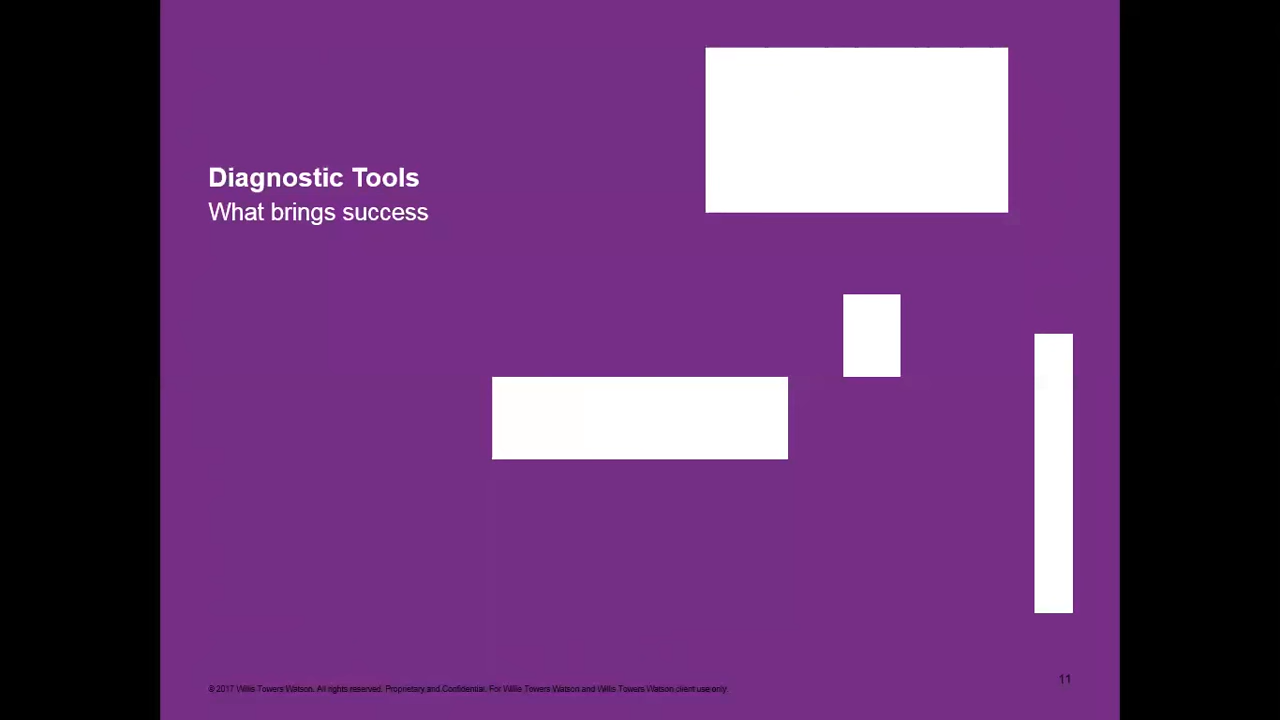 Diagnostic Tools
What brings success
© 2017 Willis Towers Watson. All rights reserved. Proprietary and Confidential. For Willis Towers Watson and Willis Towers Watson client use only.
11